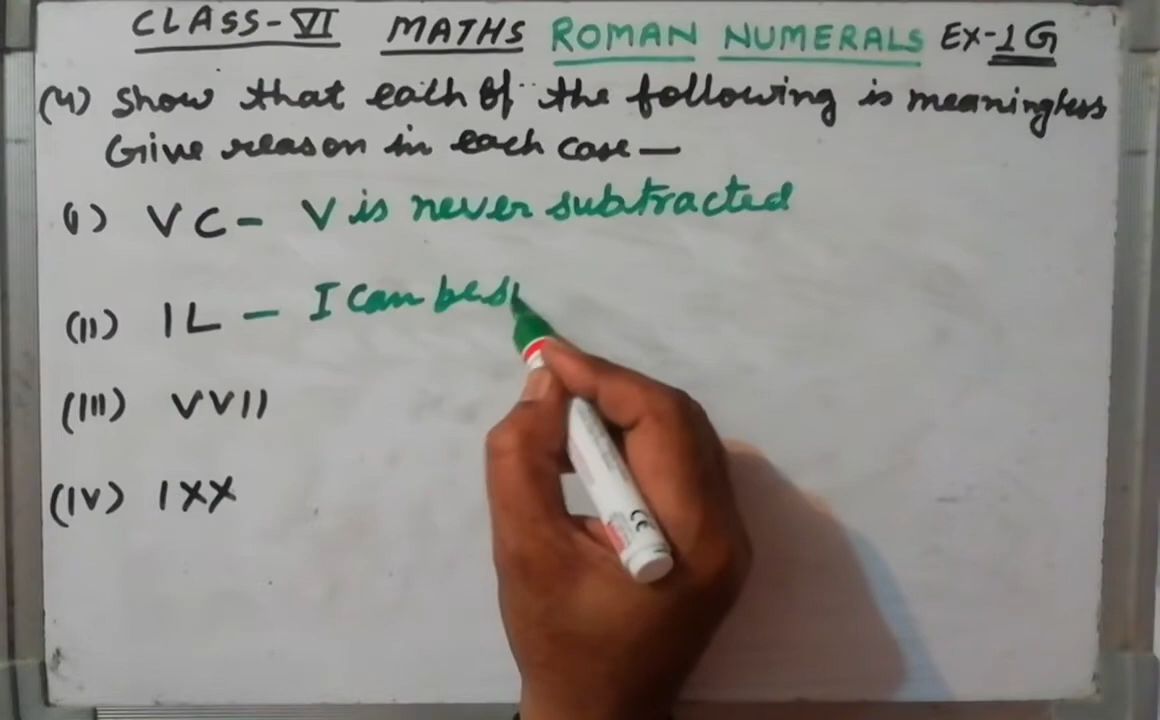 CLASS-VI MATHS ROMAN NUMERALS EX-1G
(4) Show that each of the following is meaningless
Give reason in each case—
(I) VC - V is never subtracted
(II) IL - I can be s
(III) VVII
(IV) IXX
CE